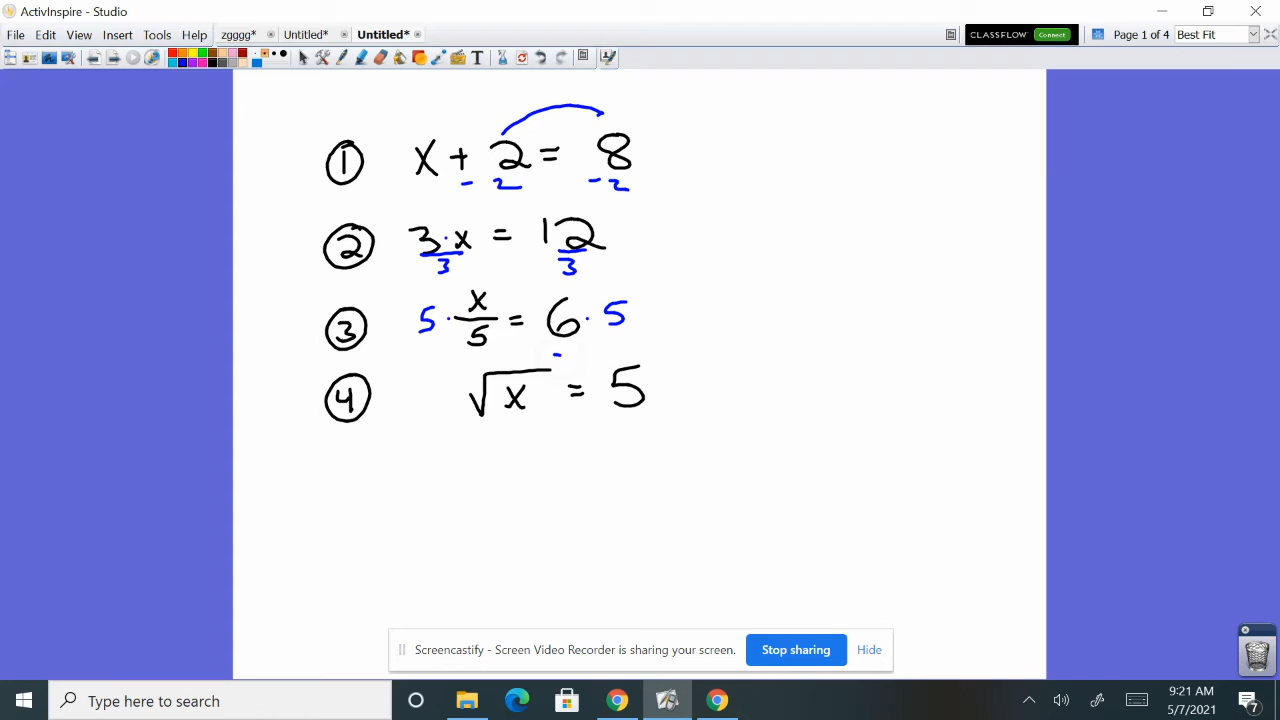 ActivInspire - Studio
File Edit View Insert Tools Help zgggg* Untitled* Untitled* CLASSFLOW Connect Page 1 of 4 Best Fit
① x + 2 = 8
- 2 - 2
② 3 · x = 12
3 3
③ 5 · x/5 = 6 · 5
④ √x = 5
Screencastify - Screen Video Recorder is sharing your screen. Stop sharing Hide
Type here to search
9:21 AM
5/7/2021
7